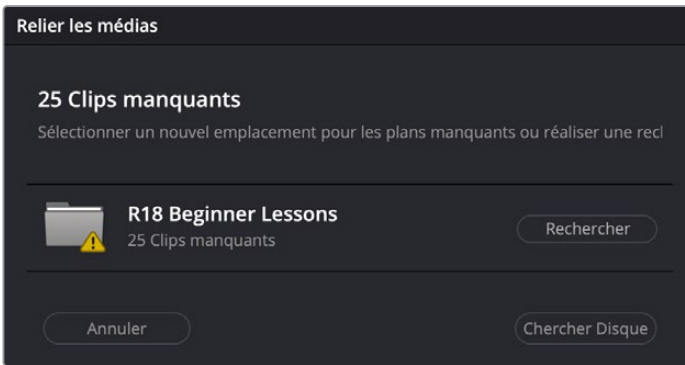 Relier les médias
25 Clips manquants
Sélectionner un nouvel emplacement pour les plans manquants ou réaliser une recl
R18 Beginner Lessons
25 Clips manquants
Rechercher
Annuler
Chercher Disque